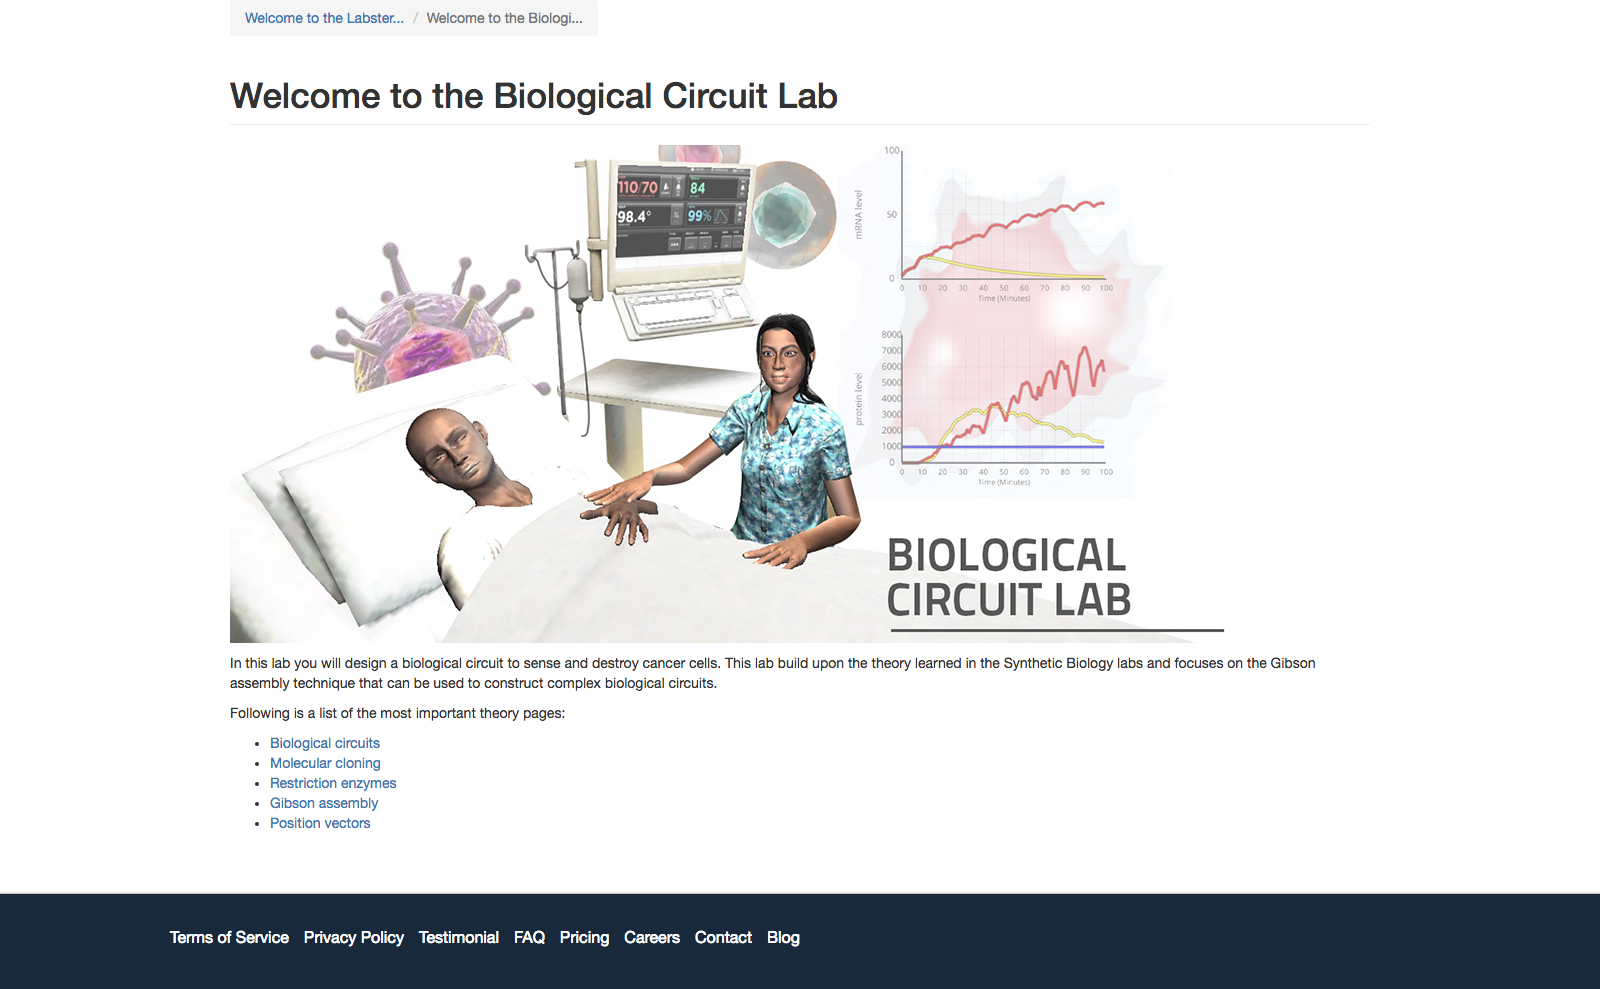 Welcome to the Labster... / Welcome to the Biologi...
Welcome to the Biological Circuit Lab
110/70
84
98.4°
99%
mRNA level
100
50
0
0 10 20 30 40 50 60 70 80 90 100
Time (Minutes)
protein level
8000
7000
6000
5000
4000
3000
2000
1000
0
0 10 20 30 40 50 60 70 80 90 100
Time (Minutes)
BIOLOGICAL
CIRCUIT LAB
In this lab you will design a biological circuit to sense and destroy cancer cells. This lab build upon the theory learned in the Synthetic Biology labs and focuses on the Gibson
assembly technique that can be used to construct complex biological circuits.
Following is a list of the most important theory pages:
• Biological circuits
• Molecular cloning
• Restriction enzymes
• Gibson assembly
• Position vectors
Terms of Service Privacy Policy Testimonial FAQ Pricing Careers Contact Blog